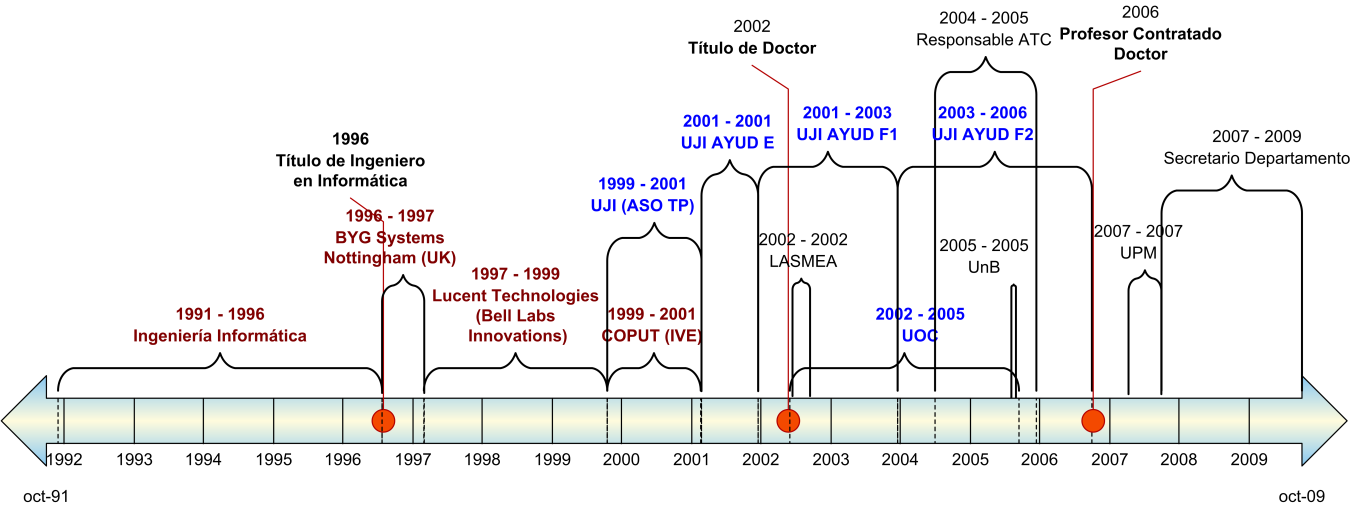 2002
Título de Doctor
2004 - 2005
Responsable ATC
2006
Profesor Contratado
Doctor
1996
Título de Ingeniero
en Informática
2001 - 2001
UJI AYUD E
2001 - 2003
UJI AYUD F1
2003 - 2006
UJI AYUD F2
2007 - 2009
Secretario Departamento
1999 - 2001
UJI (ASO TP)
1996 - 1997
BYG Systems
Nottingham (UK)
2002 - 2002
LASMEA
2005 - 2005
UnB
2007 - 2007
UPM
1991 - 1996
Ingeniería Informática
1997 - 1999
Lucent Technologies
(Bell Labs
Innovations)
1999 - 2001
COPUT (IVE)
2002 - 2005
UOC
1992 1993 1994 1995 1996 1997 1998 1999 2000 2001 2002 2003 2004 2005 2006 2007 2008 2009
oct-91
oct-09